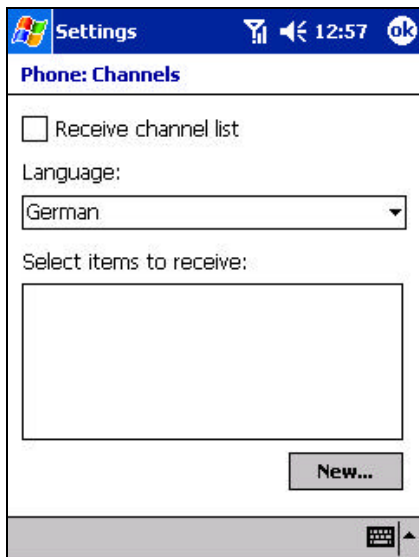 Settings 12:57 ok
Phone: Channels
Receive channel list
Language:
German
Select items to receive:
New...